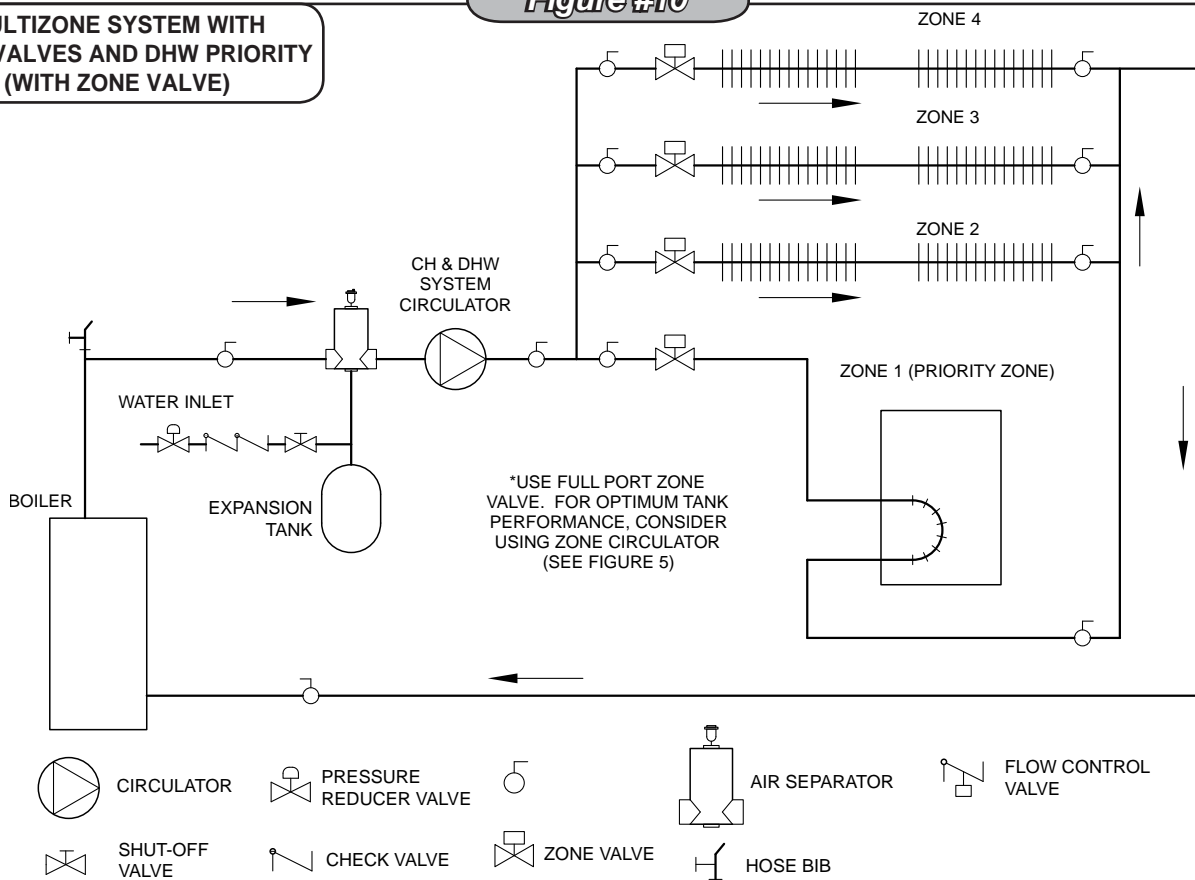 Figure #10
ULTIZONE SYSTEM WITH
VALVES AND DHW PRIORITY
(WITH ZONE VALVE)
ZONE 4
ZONE 3
ZONE 2
CH & DHW
SYSTEM
CIRCULATOR
ZONE 1 (PRIORITY ZONE)
WATER INLET
BOILER
EXPANSION
TANK
*USE FULL PORT ZONE
VALVE. FOR OPTIMUM TANK
PERFORMANCE, CONSIDER
USING ZONE CIRCULATOR
(SEE FIGURE 5)
CIRCULATOR
PRESSURE
REDUCER VALVE
AIR SEPARATOR
FLOW CONTROL
VALVE
SHUT-OFF
VALVE
CHECK VALVE
ZONE VALVE
HOSE BIB